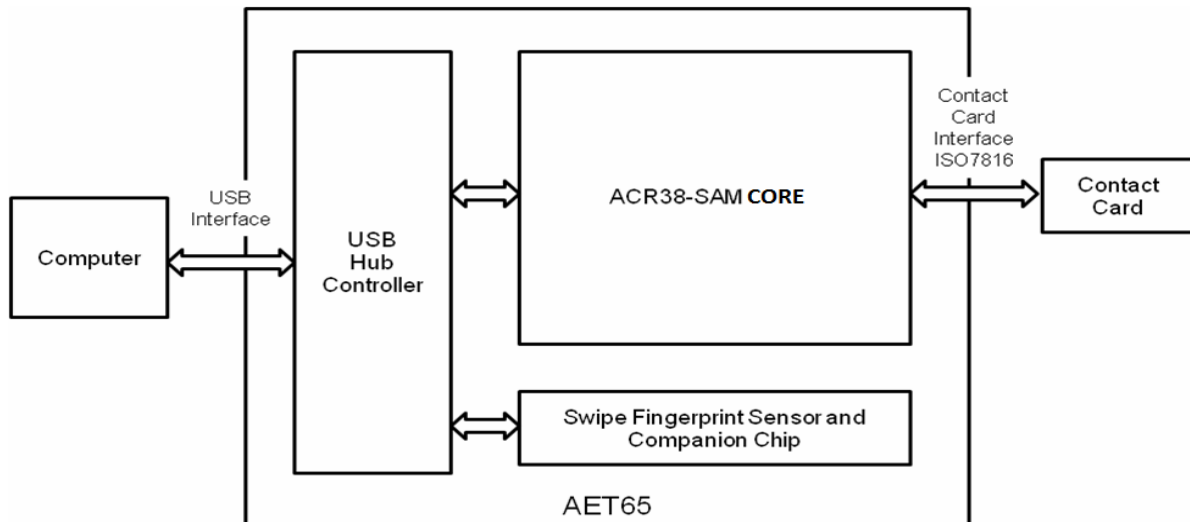 Computer
USB
Interface
USB
Hub
Controller
ACR38-SAM CORE
Swipe Fingerprint Sensor and
Companion Chip
Contact
Card
Interface
ISO7816
Contact
Card
AET65